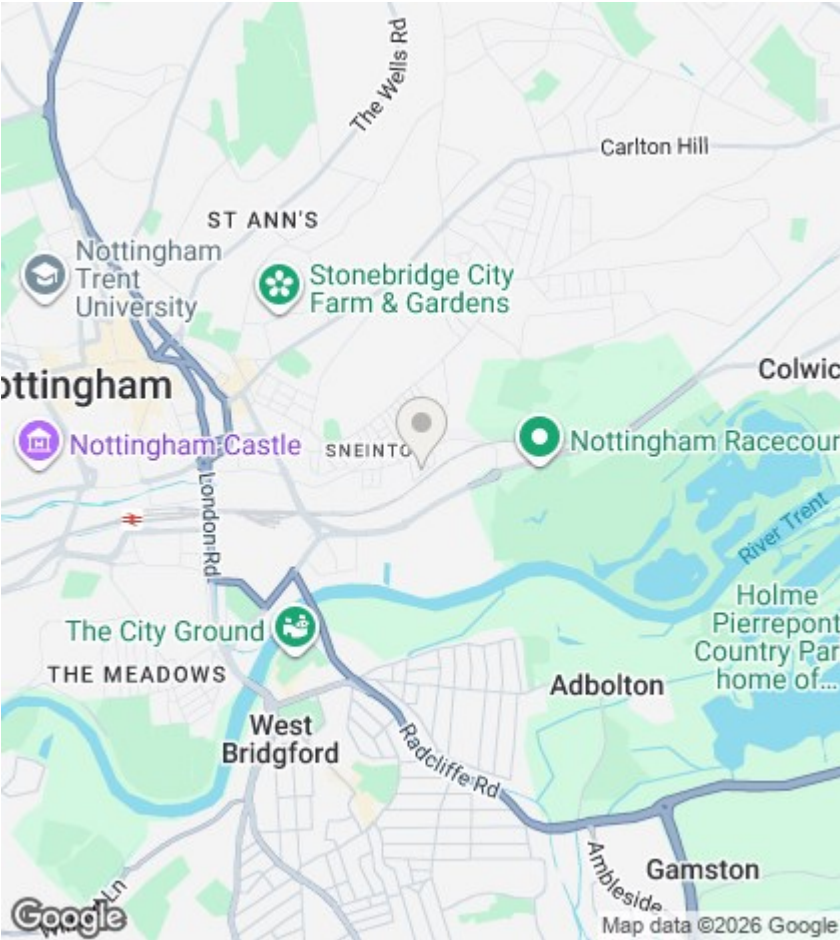 The Wells Rd
Carlton Hill
ST ANN'S
Nottingham
Trent
University
Stonebridge City
Farm & Gardens
ottingham
Colwic
Nottingham Castle
SNEINTO
Nottingham Racecour
London Rd
River Trent
The City Ground
Holme
Pierrepont
Country Par
home of...
THE MEADOWS
Adbolton
West
Bridgford
Radcliffe Rd
Gamston
Ambleside
Google
Ln
Map data ©2026 Google